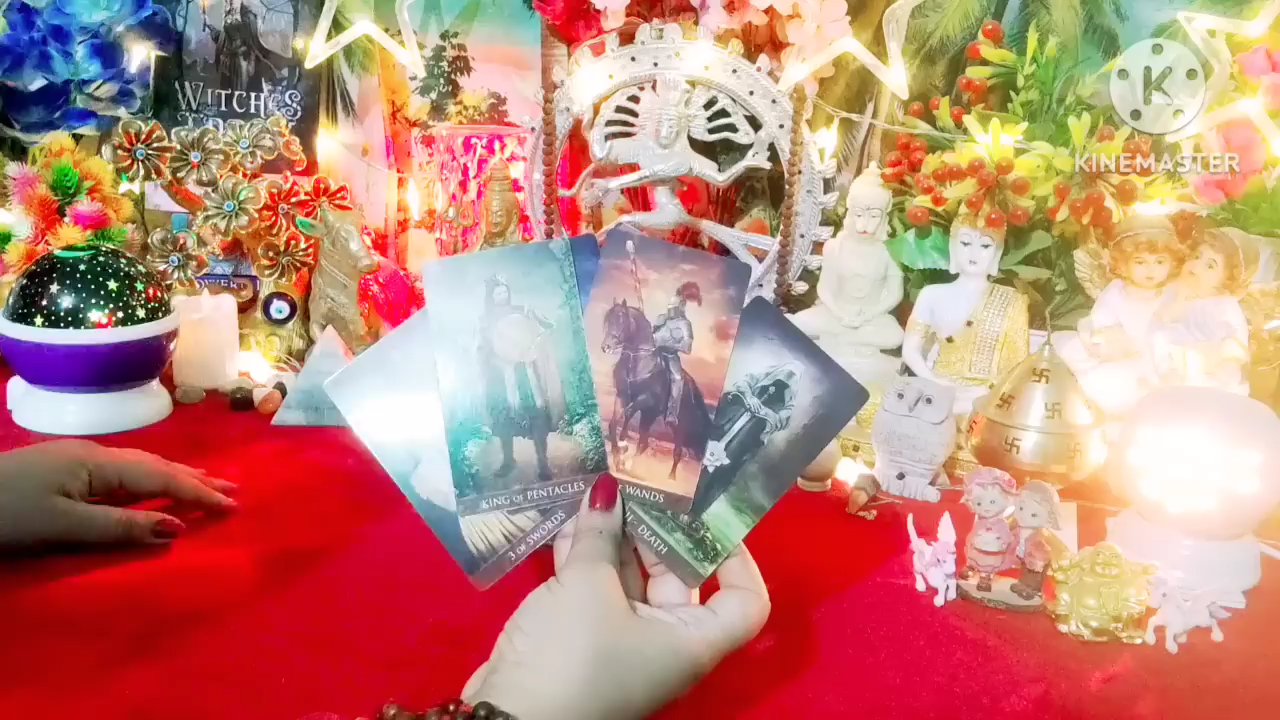 WITCHES
K
KINEMASTER
KING OF PENTACLES
WANDS
3 OF SWORDS
- DEATH